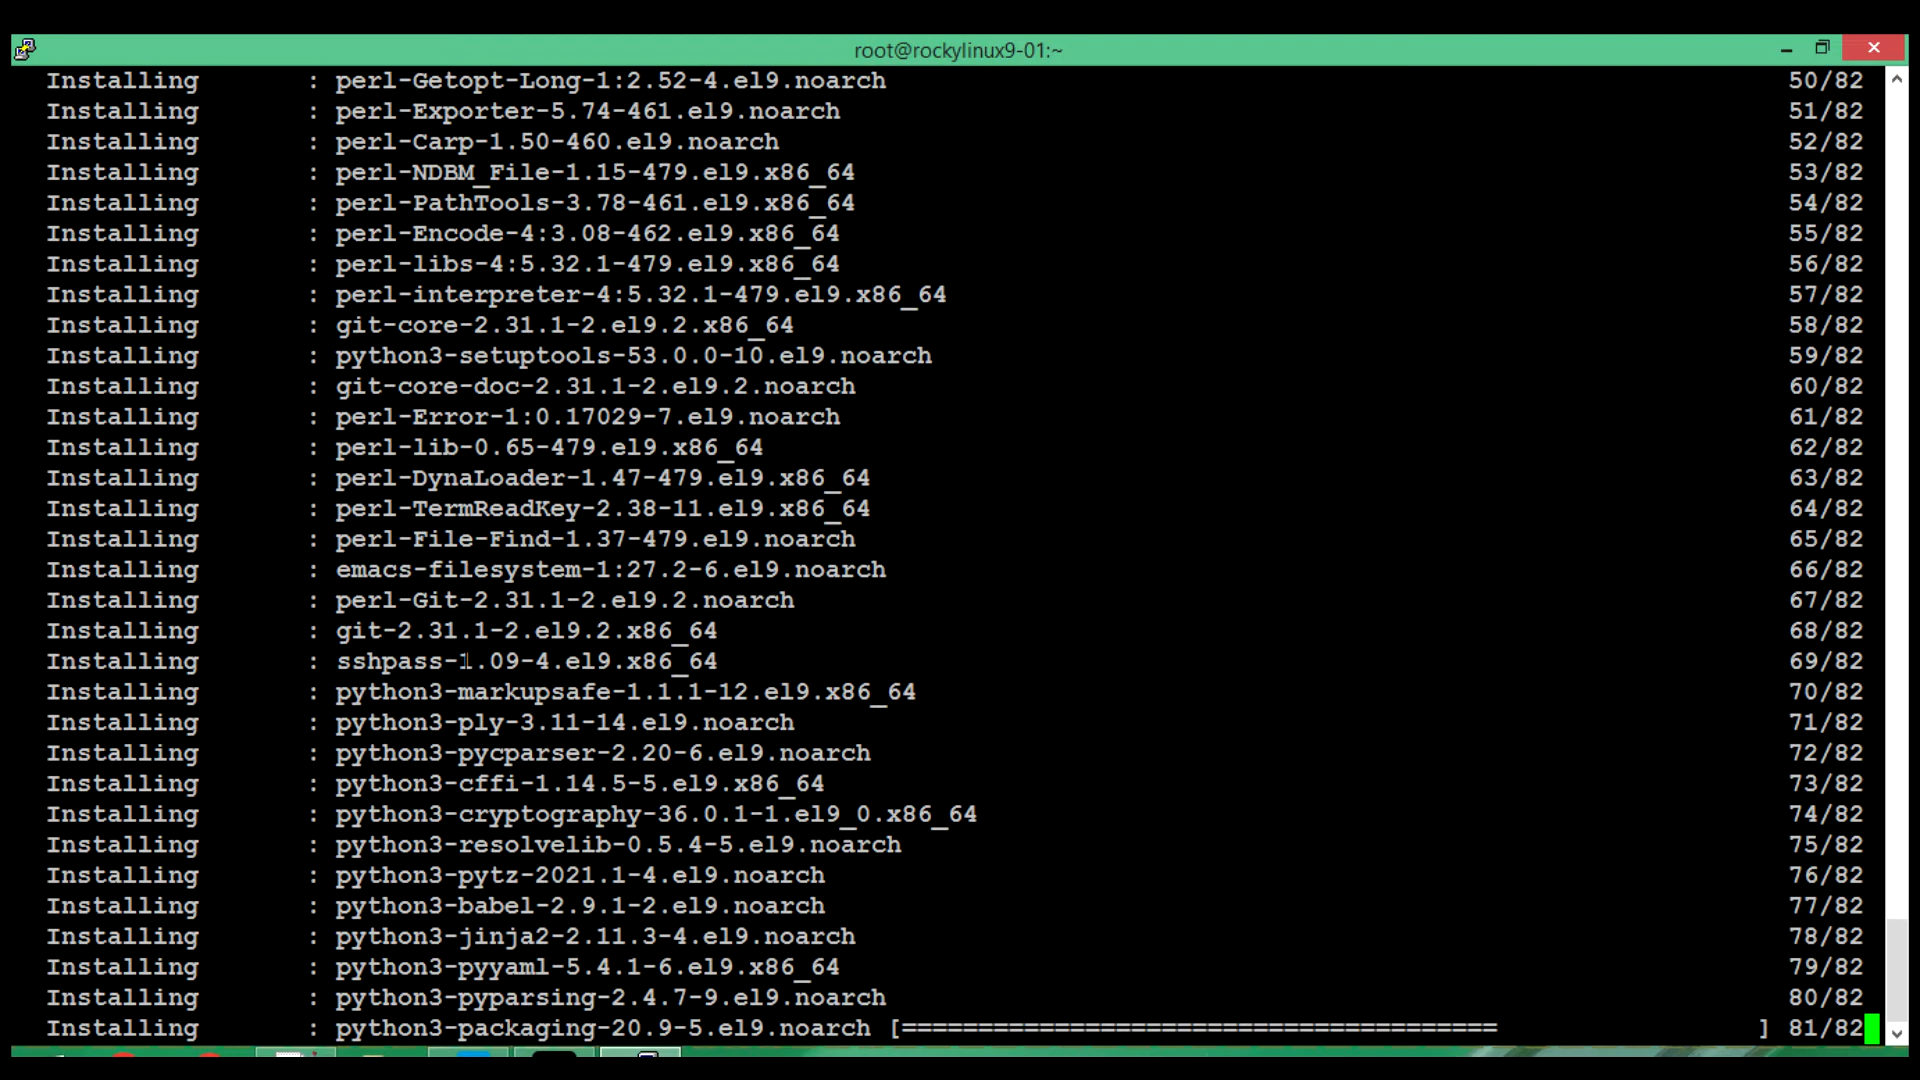 root@rockylinux9-01:~
Installing : perl-Getopt-Long-1:2.52-4.el9.noarch 50/82
Installing : perl-Exporter-5.74-461.el9.noarch 51/82
Installing : perl-Carp-1.50-460.el9.noarch 52/82
Installing : perl-NDBM_File-1.15-479.el9.x86_64 53/82
Installing : perl-PathTools-3.78-461.el9.x86_64 54/82
Installing : perl-Encode-4:3.08-462.el9.x86_64 55/82
Installing : perl-libs-4:5.32.1-479.el9.x86_64 56/82
Installing : perl-interpreter-4:5.32.1-479.el9.x86_64 57/82
Installing : git-core-2.31.1-2.el9.2.x86_64 58/82
Installing : python3-setuptools-53.0.0-10.el9.noarch 59/82
Installing : git-core-doc-2.31.1-2.el9.2.noarch 60/82
Installing : perl-Error-1:0.17029-7.el9.noarch 61/82
Installing : perl-lib-0.65-479.el9.x86_64 62/82
Installing : perl-DynaLoader-1.47-479.el9.x86_64 63/82
Installing : perl-TermReadKey-2.38-11.el9.x86_64 64/82
Installing : perl-File-Find-1.37-479.el9.noarch 65/82
Installing : emacs-filesystem-1:27.2-6.el9.noarch 66/82
Installing : perl-Git-2.31.1-2.el9.2.noarch 67/82
Installing : git-2.31.1-2.el9.2.x86_64 68/82
Installing : sshpass-1.09-4.el9.x86_64 69/82
Installing : python3-markupsafe-1.1.1-12.el9.x86_64 70/82
Installing : python3-ply-3.11-14.el9.noarch 71/82
Installing : python3-pycparser-2.20-6.el9.noarch 72/82
Installing : python3-cffi-1.14.5-5.el9.x86_64 73/82
Installing : python3-cryptography-36.0.1-1.el9_0.x86_64 74/82
Installing : python3-resolvelib-0.5.4-5.el9.noarch 75/82
Installing : python3-pytz-2021.1-4.el9.noarch 76/82
Installing : python3-babel-2.9.1-2.el9.noarch 77/82
Installing : python3-jinja2-2.11.3-4.el9.noarch 78/82
Installing : python3-pyyaml-5.4.1-6.el9.x86_64 79/82
Installing : python3-pyparsing-2.4.7-9.el9.noarch 80/82
Installing : python3-packaging-20.9-5.el9.noarch [======================================= ] 81/82